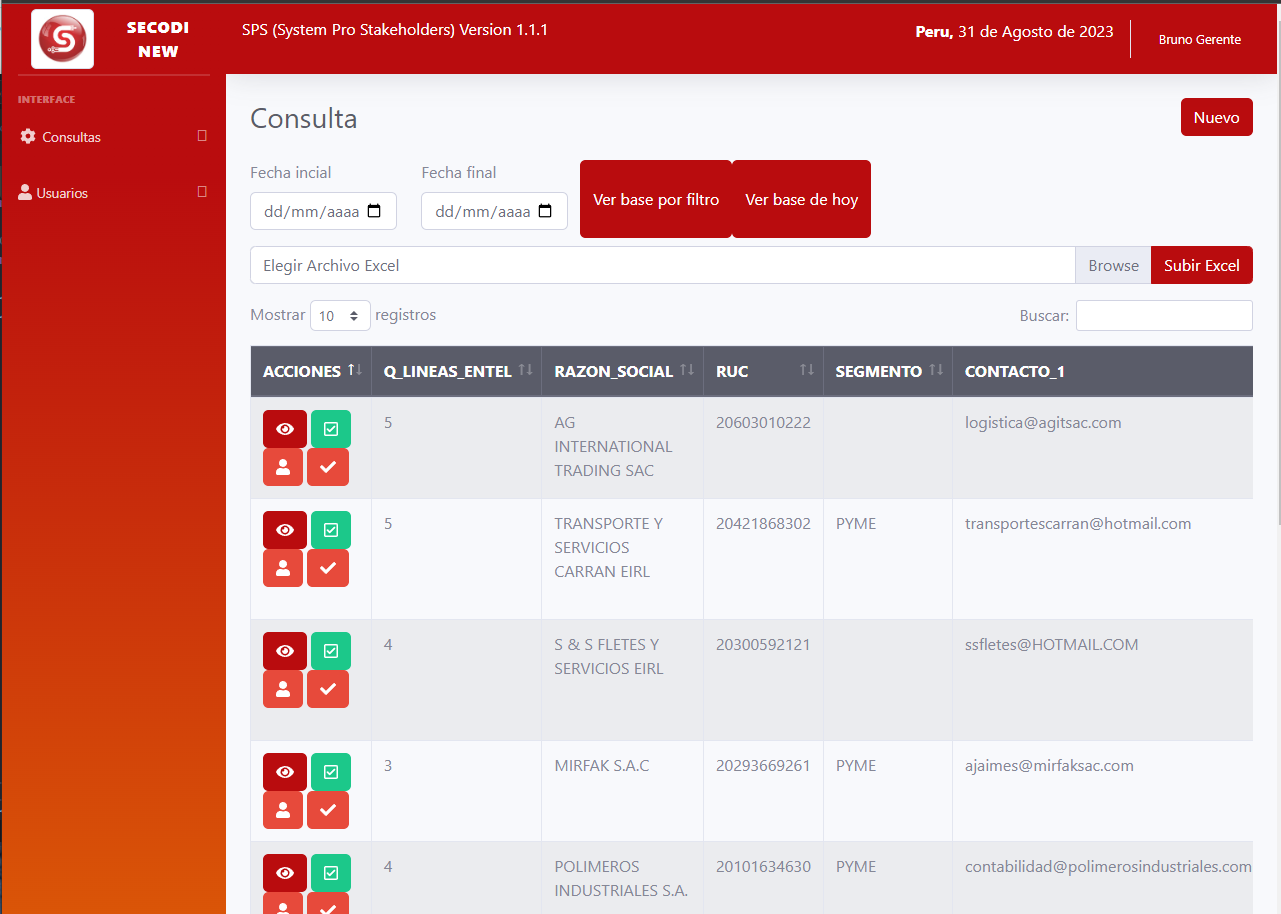 SECODI
NEW
SPS (System Pro Stakeholders) Version 1.1.1
Peru, 31 de Agosto de 2023
Bruno Gerente
INTERFACE
Consultas
Usuarios
Consulta
Nuevo
Fecha incial
Fecha final
dd/mm/aaaa
dd/mm/aaaa
Ver base por filtro
Ver base de hoy
Elegir Archivo Excel
Browse
Subir Excel
Mostrar 10 registros
Buscar:
ACCIONES Q_LINEAS_ENTEL RAZON_SOCIAL RUC SEGMENTO CONTACTO_1
5 AG 20603010222 logistica@agitsac.com
INTERNATIONAL
TRADING SAC
5 TRANSPORTE Y 20421868302 PYME transportescarran@hotmail.com
SERVICIOS
CARRAN EIRL
4 S & S FLETES Y 20300592121 ssfletes@HOTMAIL.COM
SERVICIOS EIRL
3 MIRFAK S.A.C 20293669261 PYME ajaimes@mirfaksac.com
4 POLIMEROS 20101634630 PYME contabilidad@polimerosindustriales.com
INDUSTRIALES S.A.